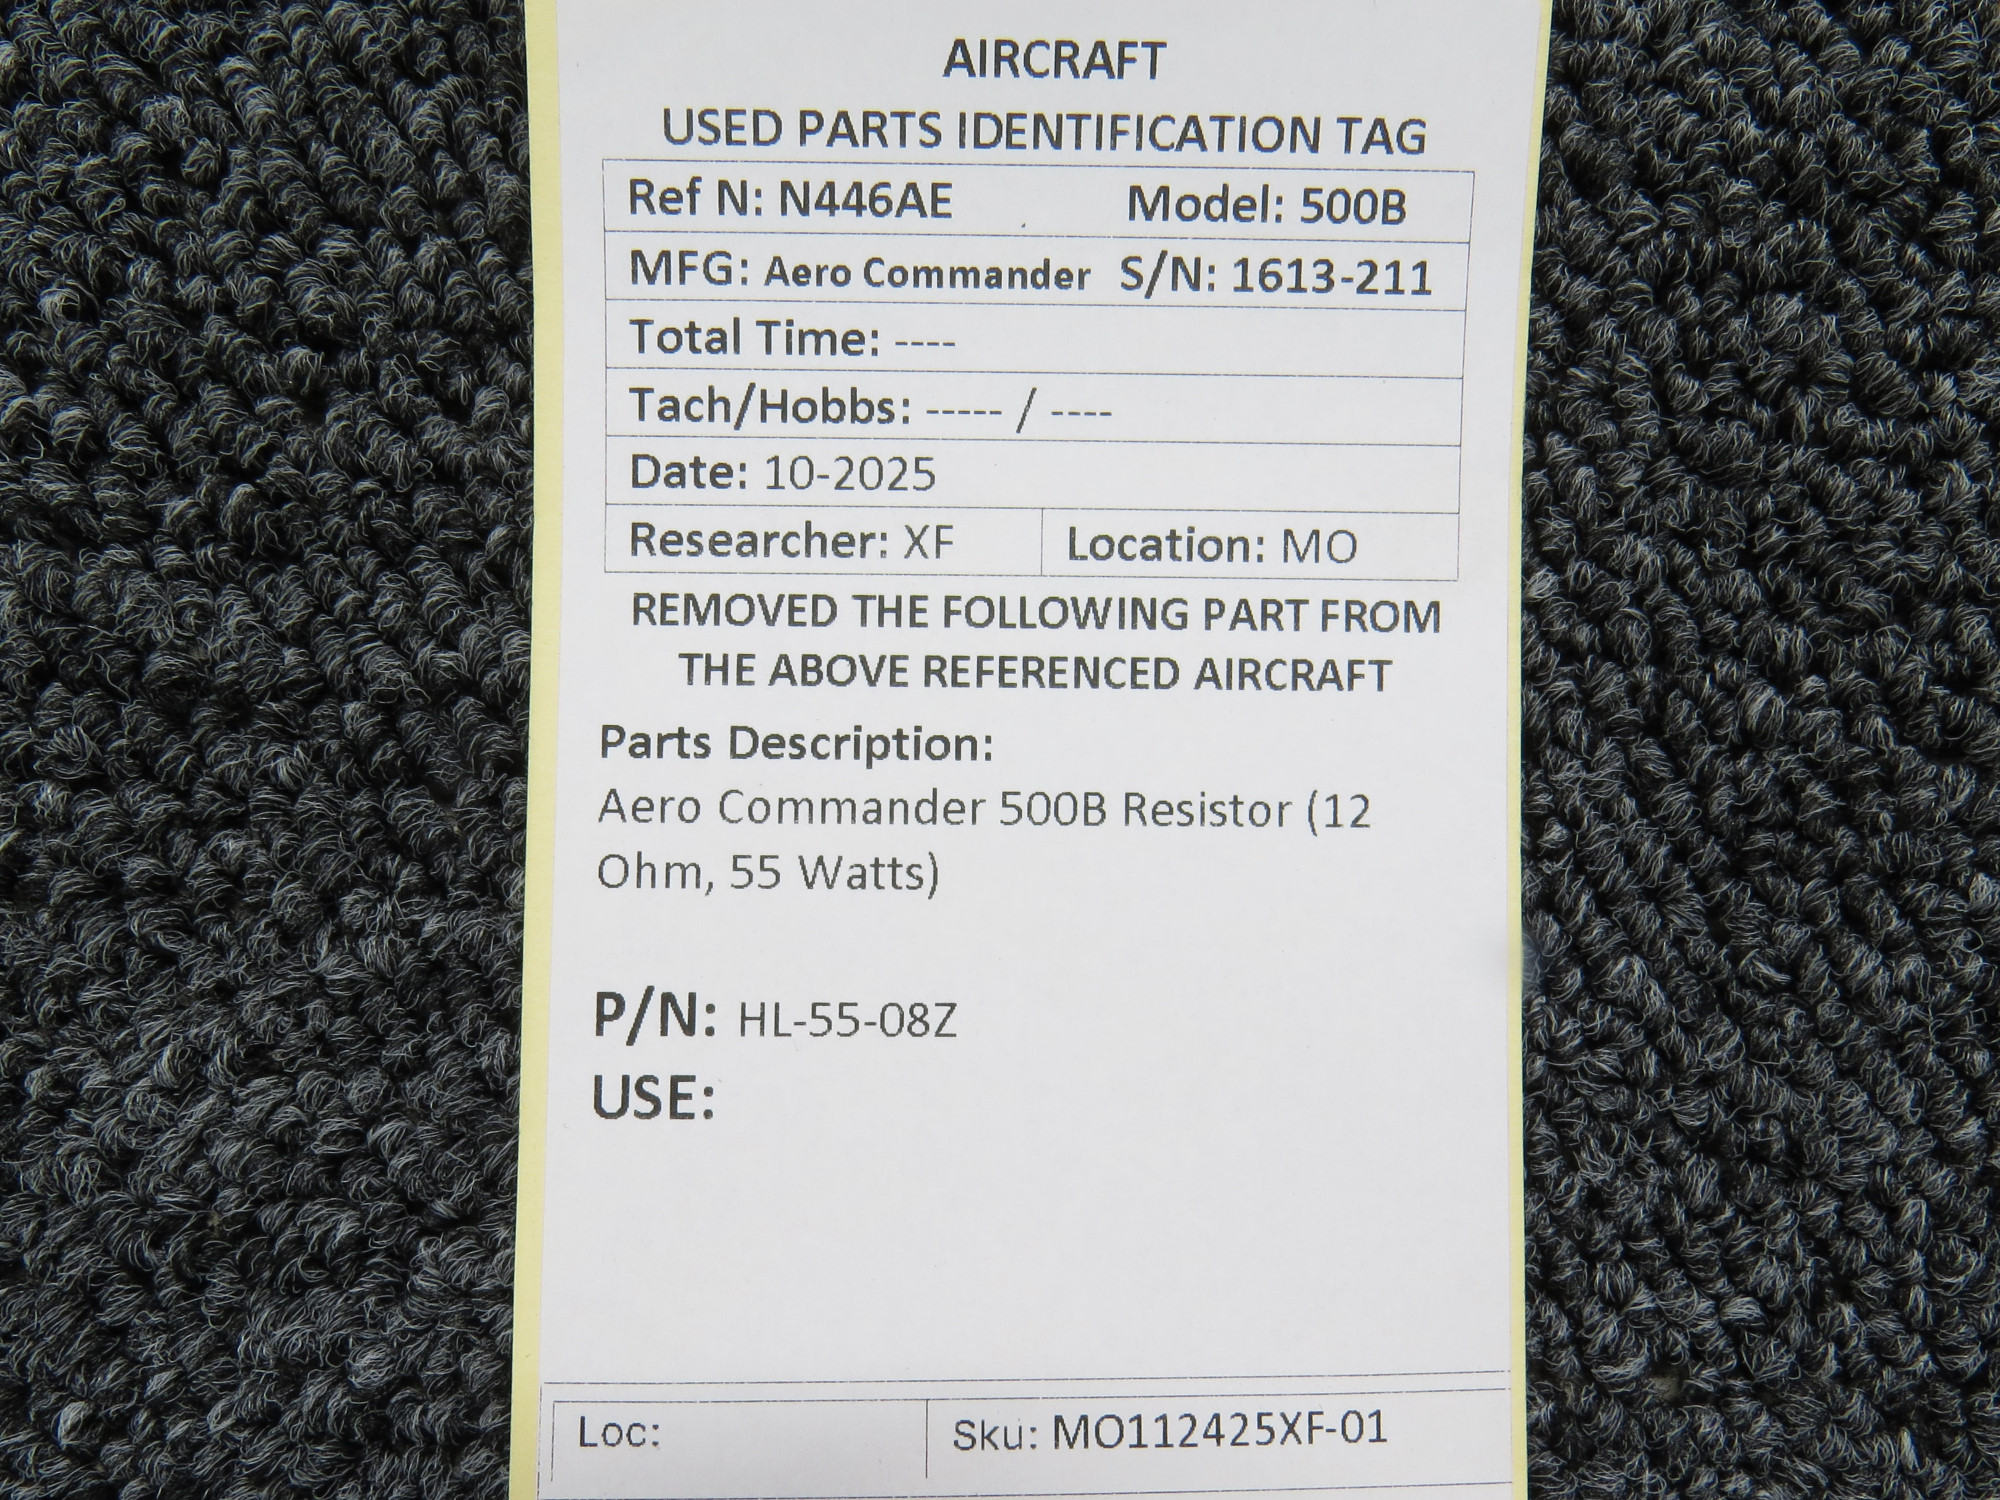 AIRCRAFT
USED PARTS IDENTIFICATION TAG
Ref N: N446AE Model: 500B
MFG: Aero Commander S/N: 1613-211
Total Time: ----
Tach/Hobbs: ----- / ----
Date: 10-2025
Researcher: XF Location: MO
REMOVED THE FOLLOWING PART FROM
THE ABOVE REFERENCED AIRCRAFT
Parts Description:
Aero Commander 500B Resistor (12
Ohm, 55 Watts)
P/N: HL-55-08Z
USE:
Loc: Sku: MO112425XF-01